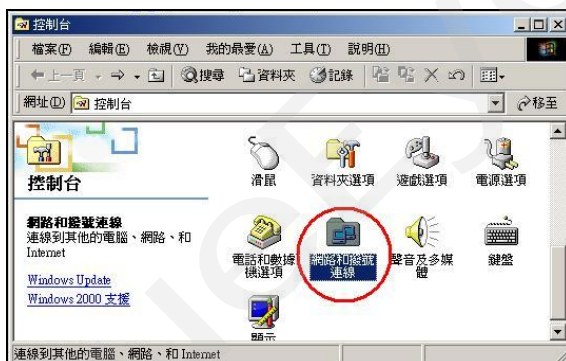 控制台
檔案(F) 編輯(E) 檢視(V) 我的最愛(A) 工具(T) 說明(H)
上一頁 搜尋 資料夾 記錄
網址(D) 控制台 移至
控制台
網路和撥號連線
連線到其他的電腦、網路、和
Internet
Windows Update
Windows 2000 支援
滑鼠 資料夾選項 遊戲選項 電源選項
電話和數據
機選項
網路和撥號
連線
聲音及多媒
體
鍵盤
顯示
連線到其他的電腦、網路、和 Internet